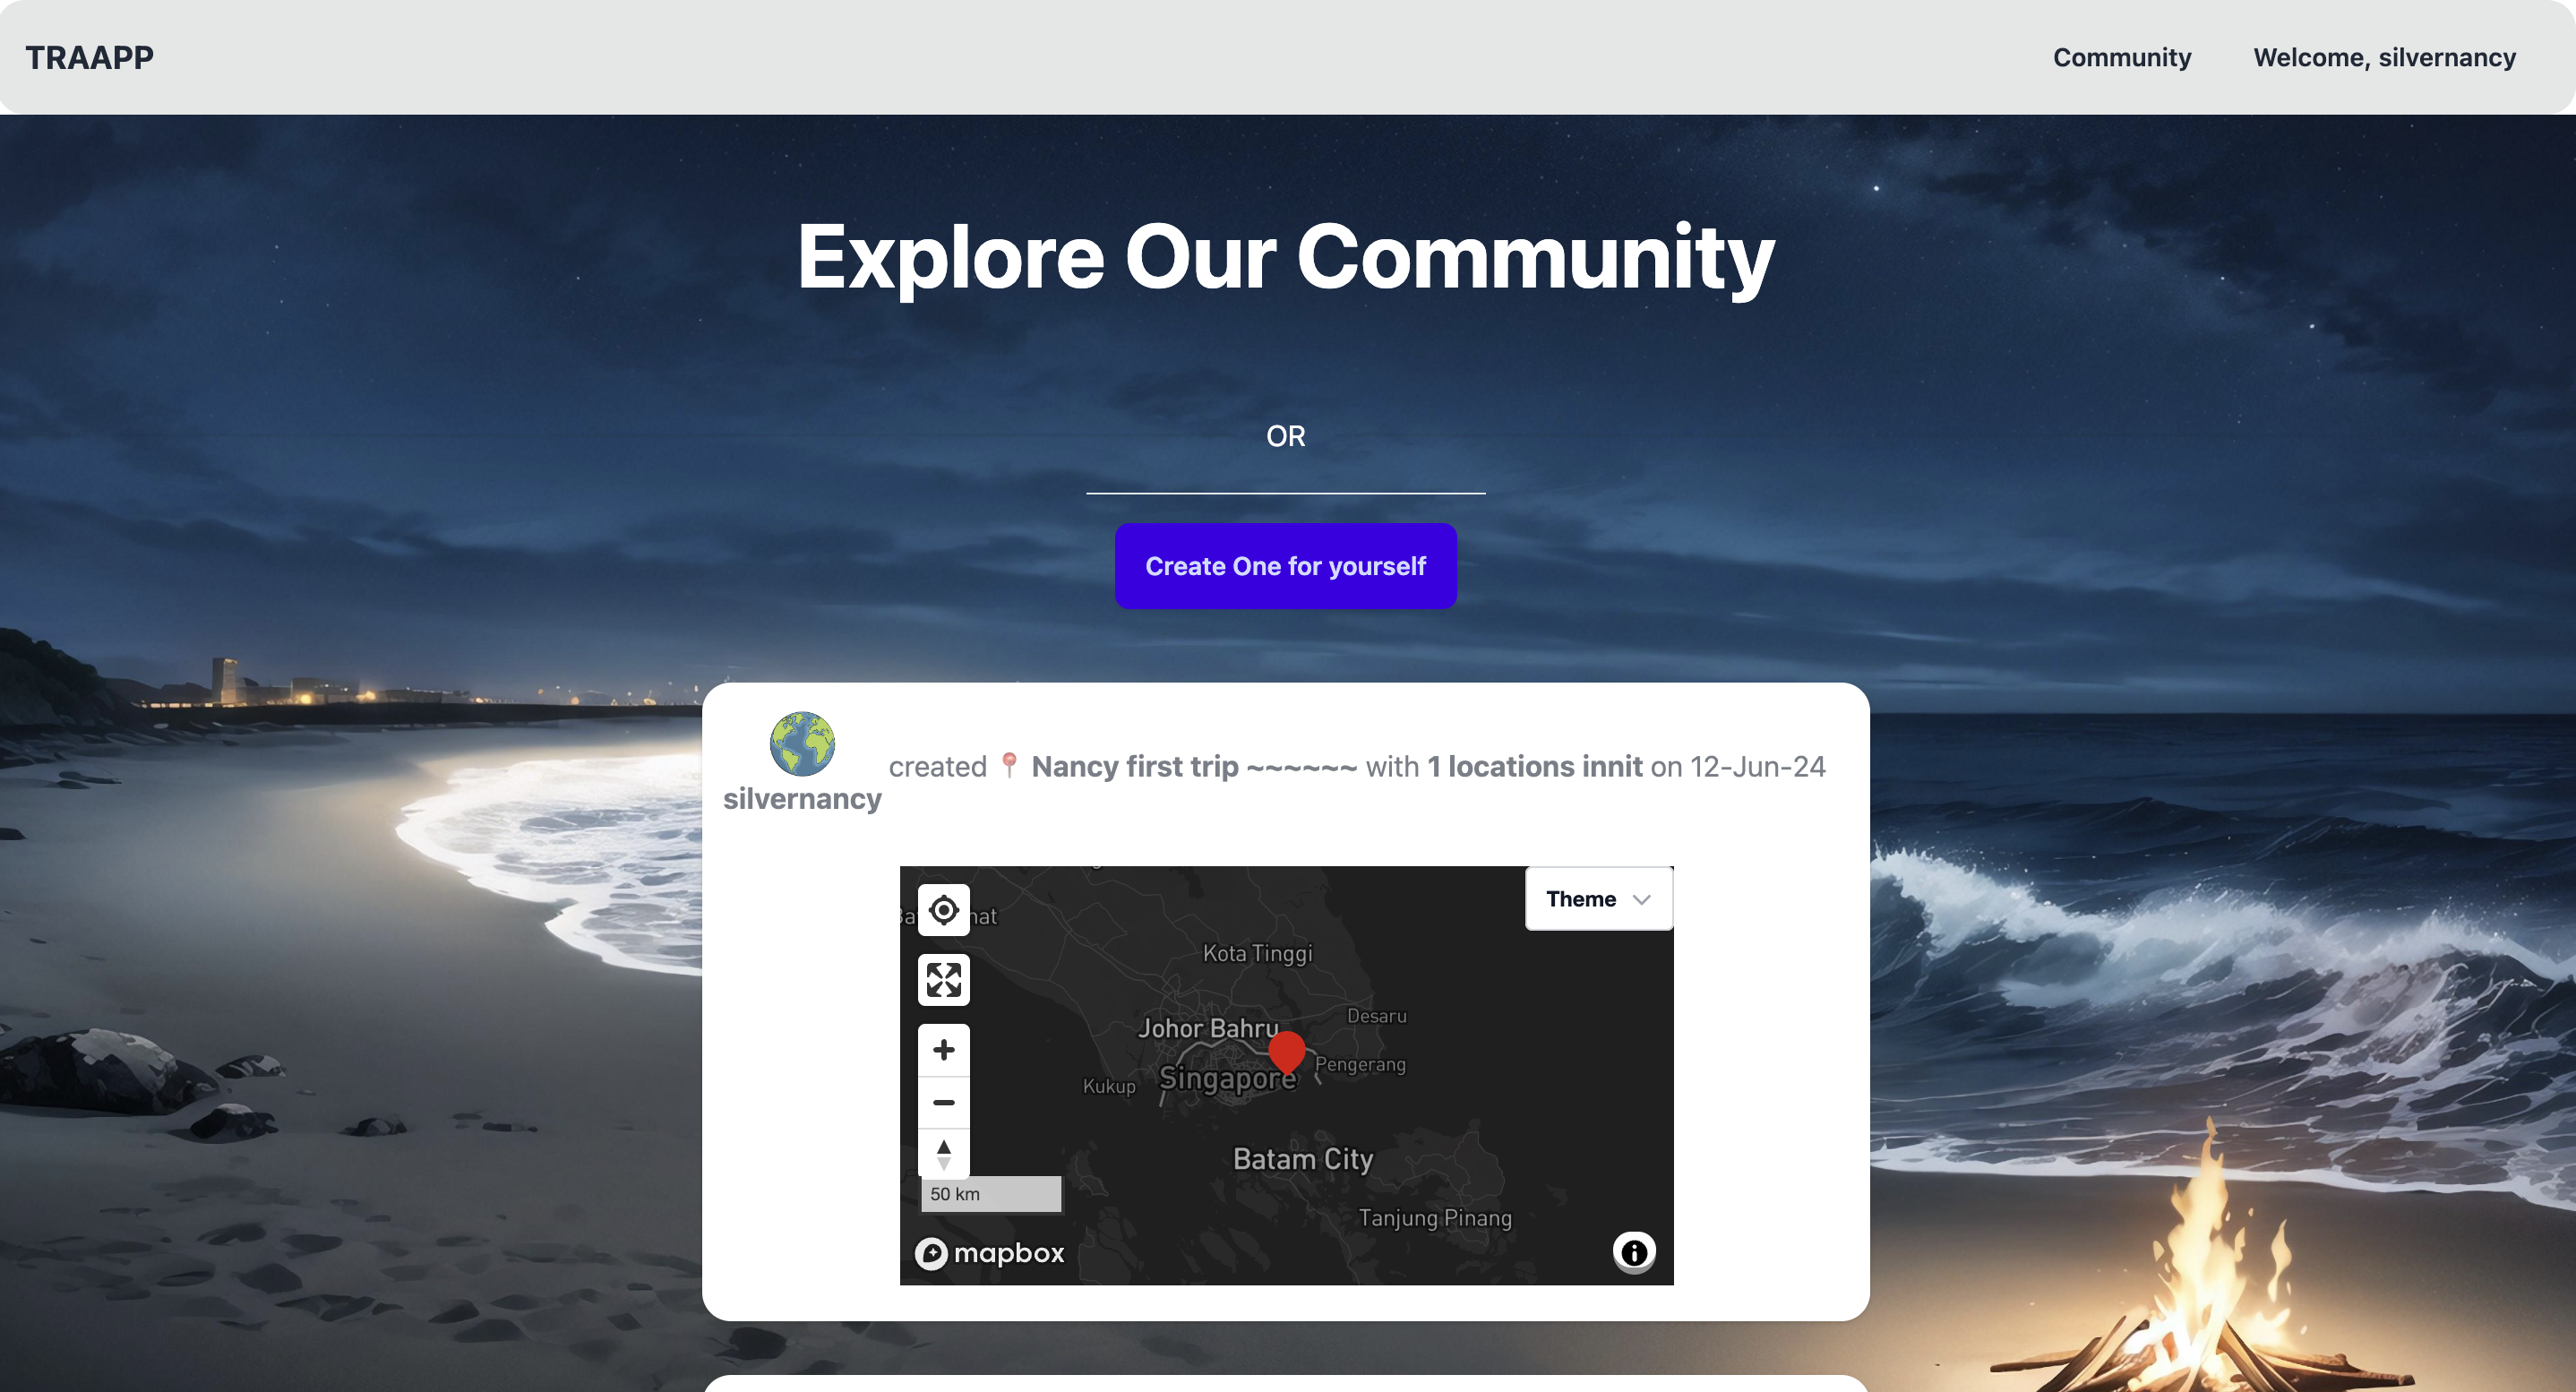 TRAAPP
Community
Welcome, silvernancy
Explore Our Community
OR
Create One for yourself
silvernancy
created 📍 Nancy first trip ~~~~~~ with 1 locations innit on 12-Jun-24
Theme
Kota Tinggi
Desaru
Johor Bahru
Pengerang
Singapore
Kukup
Batam City
50 km
Tanjung Pinang
mapbox